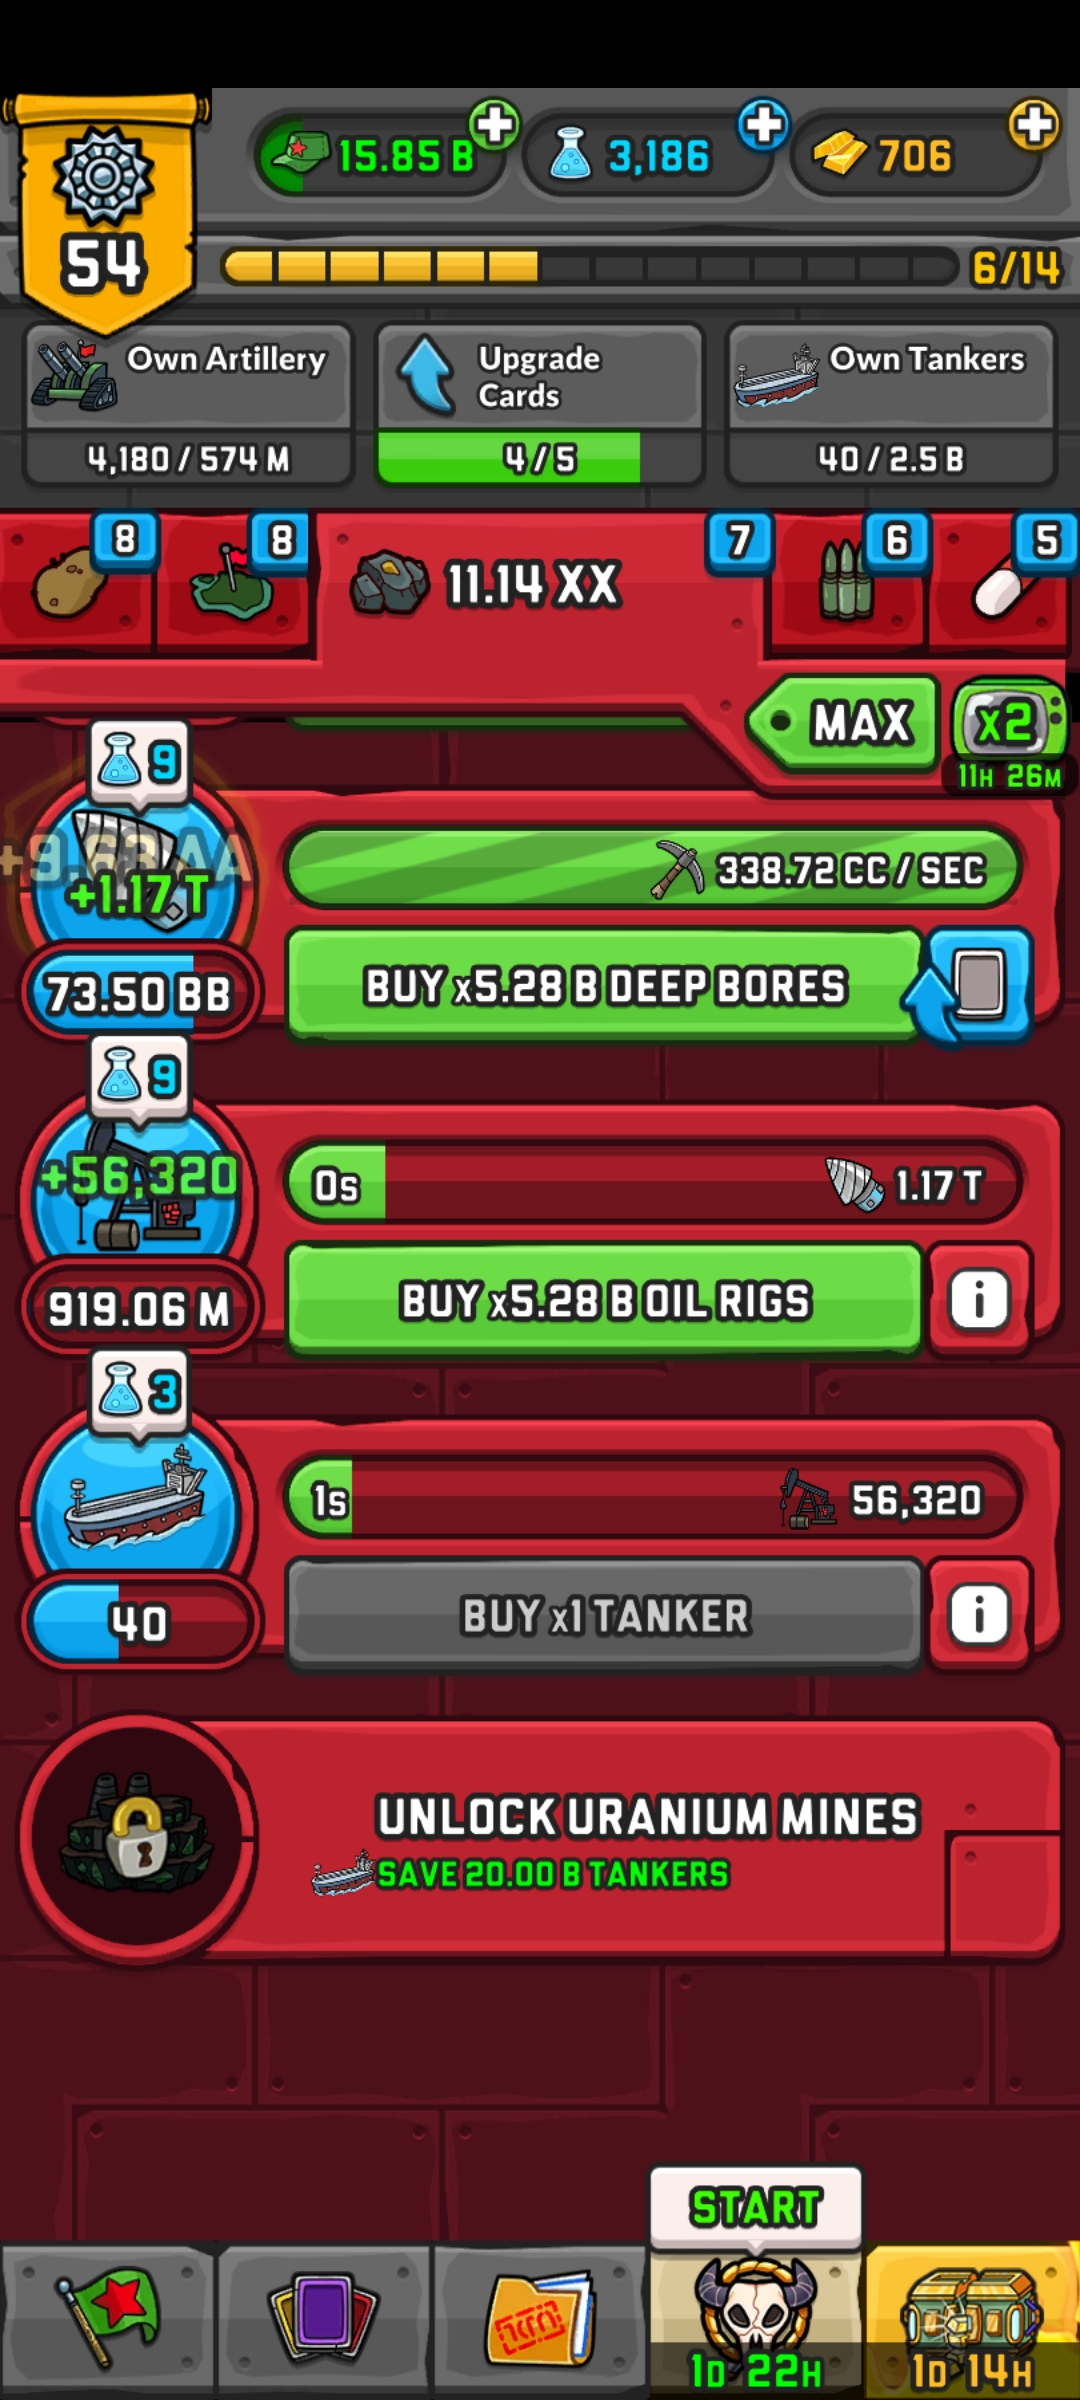 54
15.85 B
3,186
706
6/14
Own Artillery
4,180 / 574 M
Upgrade
Cards
4 / 5
Own Tankers
40 / 2.5 B
8
8
11.14 XX
7
6
5
MAX
x2
11H 26M
9
+9.63 AA
+1.17 T
338.72 CC / SEC
73.50 BB
BUY x5.28 B DEEP BORES
9
+56,320
0s
1.17 T
919.06 M
BUY x5.28 B OIL RIGS
i
3
1s
56,320
40
BUY x1 TANKER
i
UNLOCK URANIUM MINES
SAVE 20.00 B TANKERS
START
1D 22H
1D 14H